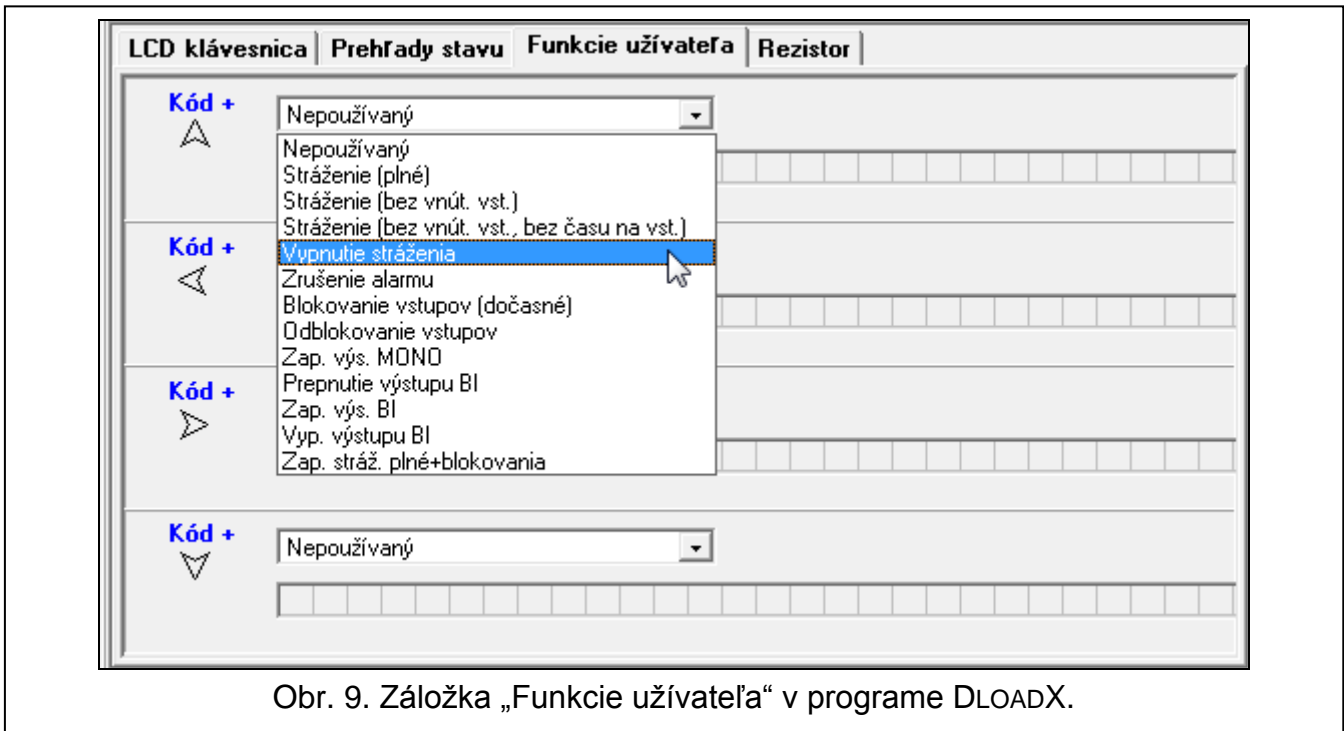 LCD klávesnica Prehľady stavu Funkcie užívateľa Rezistor
Kód +
Nepoužívaný
Nepoužívaný
Stráženie (plné)
Stráženie (bez vnút. vst.)
Stráženie (bez vnút. vst., bez času na vst.)
Kód +
Vypnutie stráženia
Zrušenie alarmu
Blokovanie vstupov (dočasné)
Odblokovanie vstupov
Zap. výs. MONO
Kód +
Prepnutie výstupu BI
Zap. výs. BI
Vyp. výstupu BI
Zap. stráž. plné+blokovania
Kód +
Nepoužívaný
Obr. 9. Záložka „Funkcie užívateľa“ v programe DLOADX.